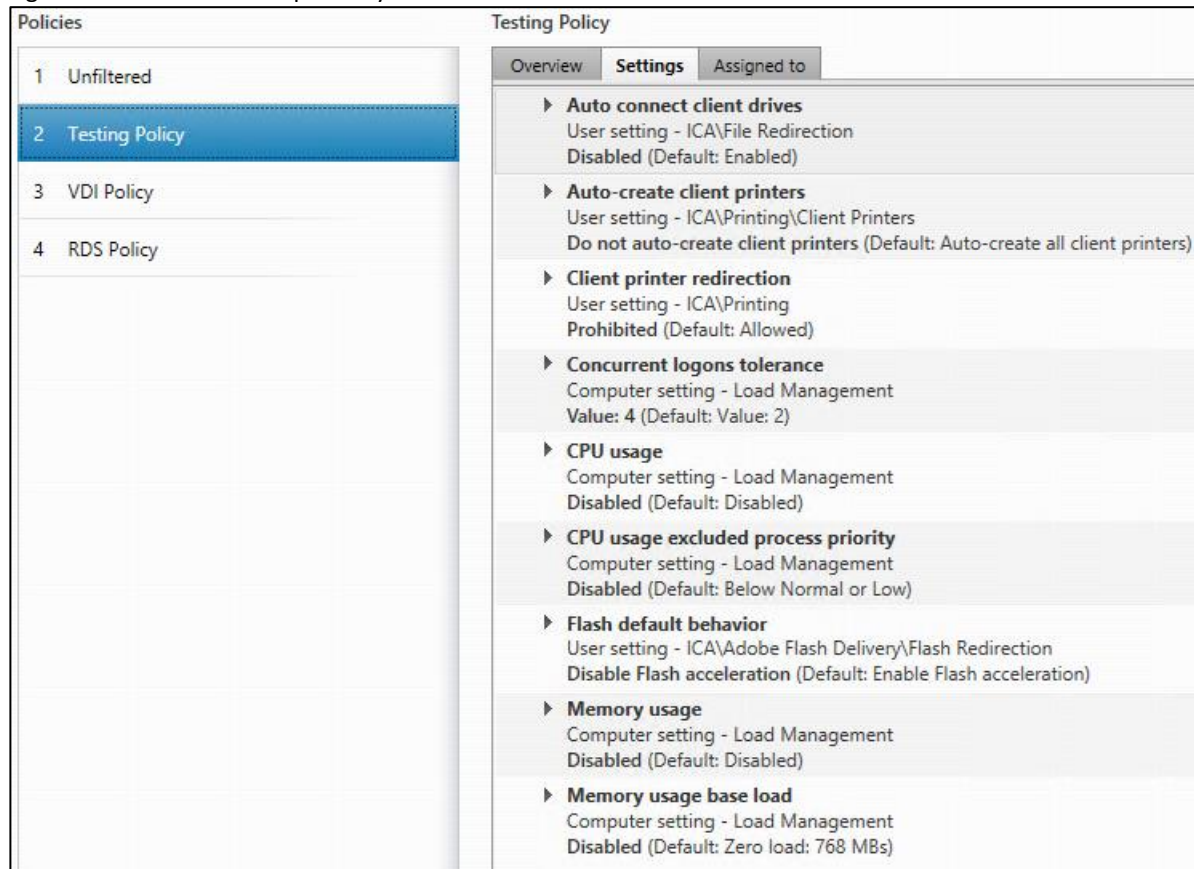 Policies
1 Unfiltered
2 Testing Policy
3 VDI Policy
4 RDS Policy
Testing Policy
Overview Settings Assigned to
Auto connect client drives
User setting - ICA\File Redirection
Disabled (Default: Enabled)
Auto-create client printers
User setting - ICA\Printing\Client Printers
Do not auto-create client printers (Default: Auto-create all client printers)
Client printer redirection
User setting - ICA\Printing
Prohibited (Default: Allowed)
Concurrent logons tolerance
Computer setting - Load Management
Value: 4 (Default: Value: 2)
CPU usage
Computer setting - Load Management
Disabled (Default: Disabled)
CPU usage excluded process priority
Computer setting - Load Management
Disabled (Default: Below Normal or Low)
Flash default behavior
User setting - ICA\Adobe Flash Delivery\Flash Redirection
Disable Flash acceleration (Default: Enable Flash acceleration)
Memory usage
Computer setting - Load Management
Disabled (Default: Disabled)
Memory usage base load
Computer setting - Load Management
Disabled (Default: Zero load: 768 MBs)